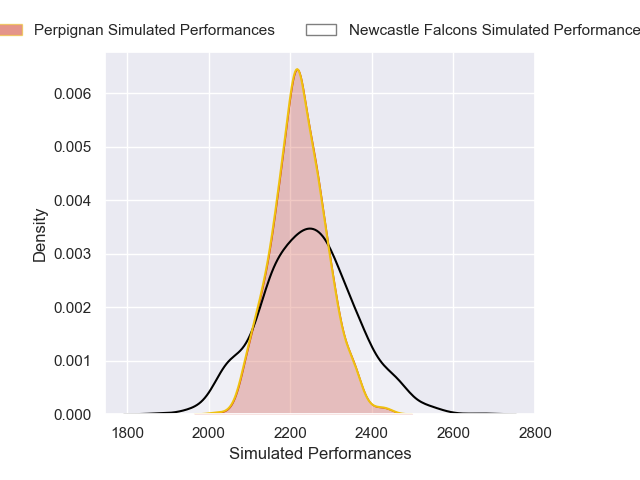 Perpignan Simulated Performances
Newcastle Falcons Simulated Performance
0.006
0.005
0.004
0.003
0.002
0.001
0.000
Density
1800 2000 2200 2400 2600 2800
Simulated Performances